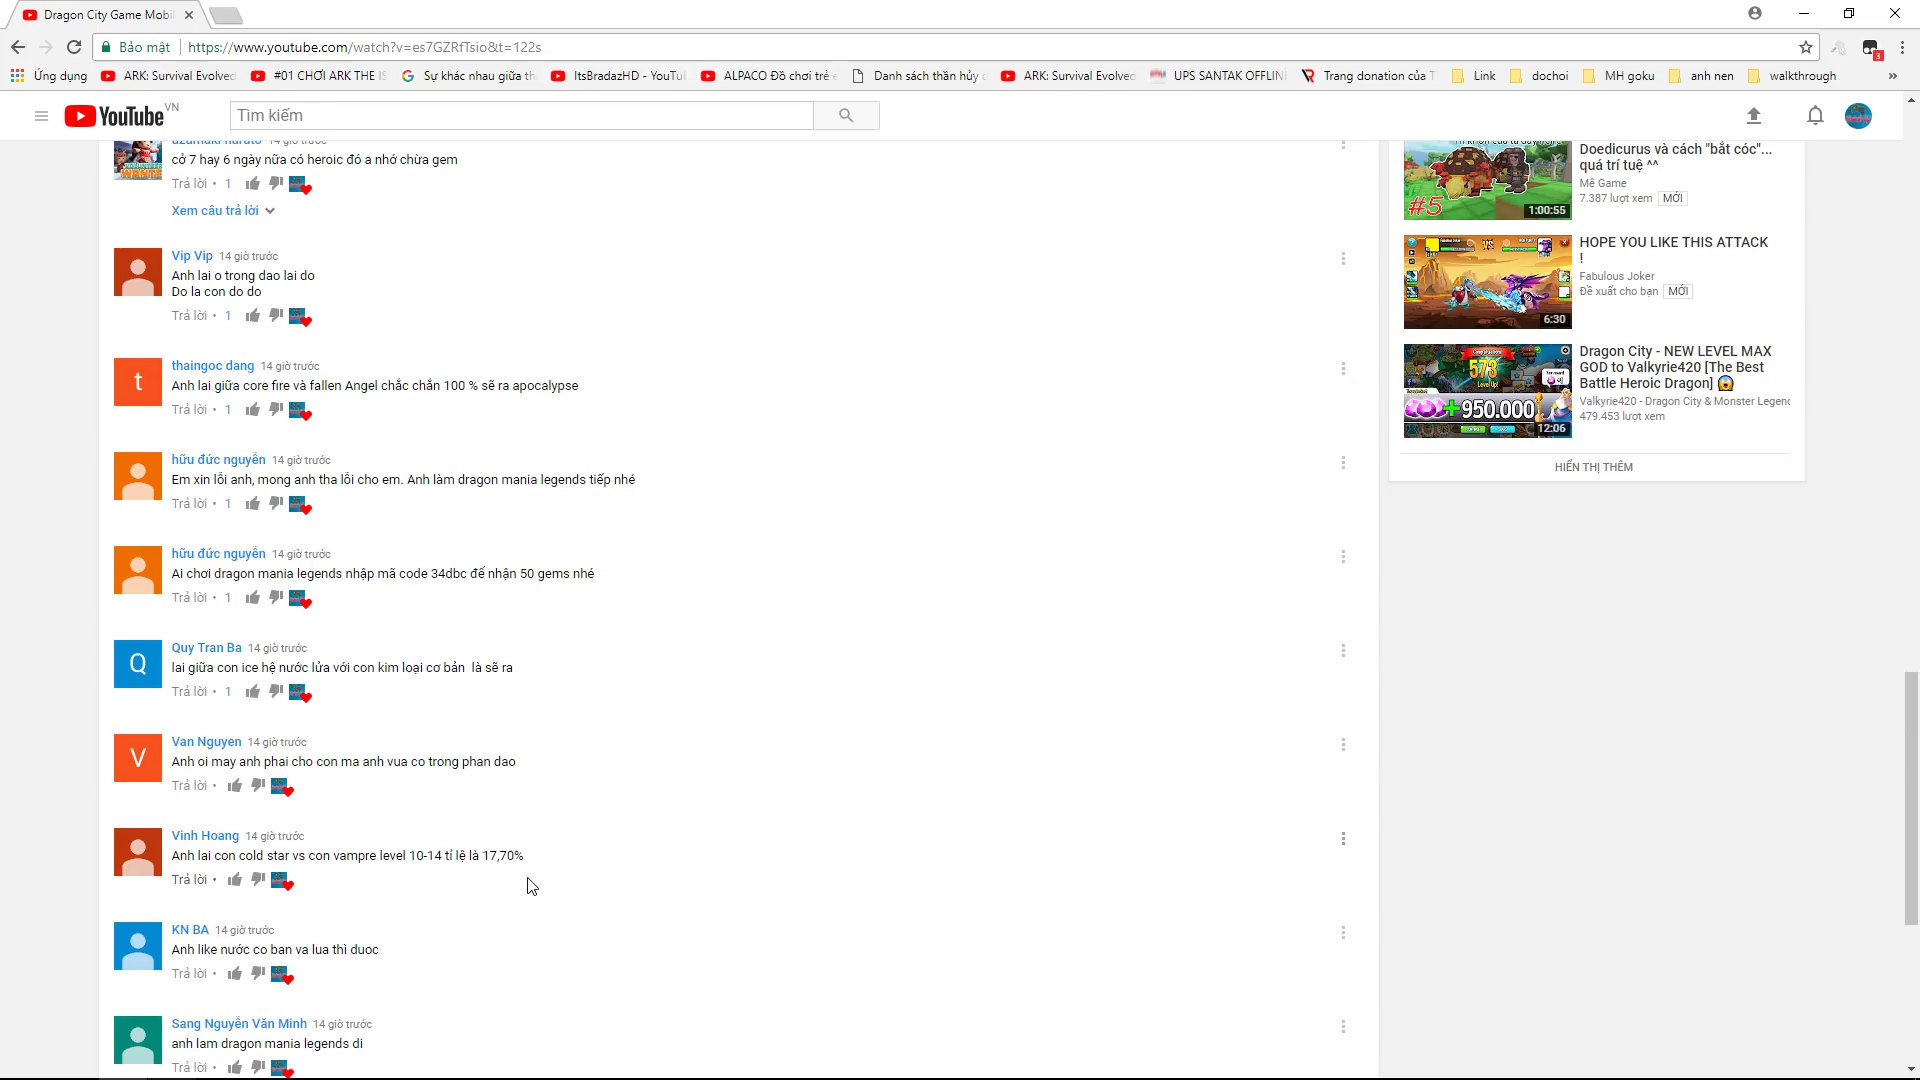 Dragon City Game Mobi
Bảo mật
https://www.youtube.com/watch?v=es7GZRfTsio&t=122s
3
Ứng dụng
ARK: Survival Evolved
#01 CHƠI ARK THE IS
Sự khác nhau giữa th
ItsBradazHD - YouTu
ALPACO Đồ chơi trẻ e
Danh sách thần hủy
ARK: Survival Evolved
UPS SANTAK OFFLIN
Trang donation của T
Link
dochoi
MH goku
anh nen
walkthrough
»
YouTube VN
Tìm kiếm
uzumaki naruto 14 giờ trước
cở 7 hay 6 ngày nữa có heroic đó a nhớ chừa gem
Trả lời • 1
Xem câu trả lời
Vip Vip 14 giờ trước
Anh lai o trong dao lai do
Do la con do do
Trả lời • 1
t
thaingoc dang 14 giờ trước
Anh lai giữa core fire và fallen Angel chắc chắn 100 % sẽ ra apocalypse
Trả lời • 1
hữu đức nguyễn 14 giờ trước
Em xin lỗi anh, mong anh tha lỗi cho em. Anh làm dragon mania legends tiếp nhé
Trả lời • 1
hữu đức nguyễn 14 giờ trước
Ai chơi dragon mania legends nhập mã code 34dbc để nhận 50 gems nhé
Trả lời • 1
Q
Quy Tran Ba 14 giờ trước
lai giữa con ice hệ nước lửa với con kim loại cơ bản là sẽ ra
Trả lời • 1
V
Van Nguyen 14 giờ trước
Anh oi may anh phai cho con ma anh vua co trong phan dao
Trả lời •
Vinh Hoang 14 giờ trước
Anh lai con cold star vs con vampre level 10-14 tỉ lệ là 17,70%
Trả lời •
KN BA 14 giờ trước
Anh like nước co ban va lua thì duoc
Trả lời •
Sang Nguyễn Văn Minh 14 giờ trước
anh lam dragon mania legends di
Trả lời •
#5
1:00:55
Doedicurus và cách "bắt cóc"...
quá trí tuệ ^^
Mê Game
7.387 lượt xem MỚI
VS
6:30
HOPE YOU LIKE THIS ATTACK
!
Fabulous Joker
Đề xuất cho bạn MỚI
573
Level Up!
+950.000
12:06
Dragon City - NEW LEVEL MAX
GOD to Valkyrie420 [The Best
Battle Heroic Dragon] 😱
Valkyrie420 - Dragon City & Monster Legenc
479.453 lượt xem
HIỂN THỊ THÊM